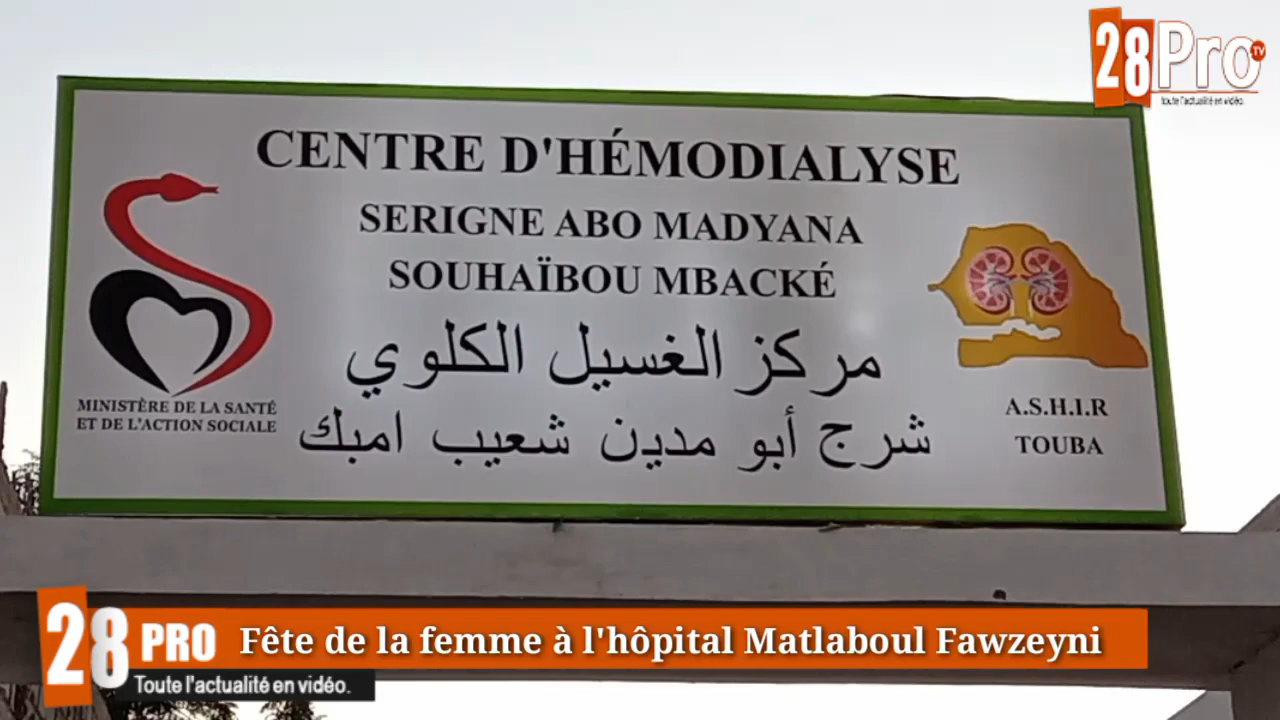 28Pro TV
toute l'actualité en vidéo.
CENTRE D'HÉMODIALYSE
SERIGNE ABO MADYANA
SOUHAÏBOU MBACKÉ
مركز الغسيل الكلوي
شرج أبو مدين شعيب امبك
MINISTÈRE DE LA SANTÉ
ET DE L'ACTION SOCIALE
A.S.H.I.R
TOUBA
28 PRO
Fête de la femme à l'hôpital Matlaboul Fawzeyni
Toute l'actualité en vidéo.